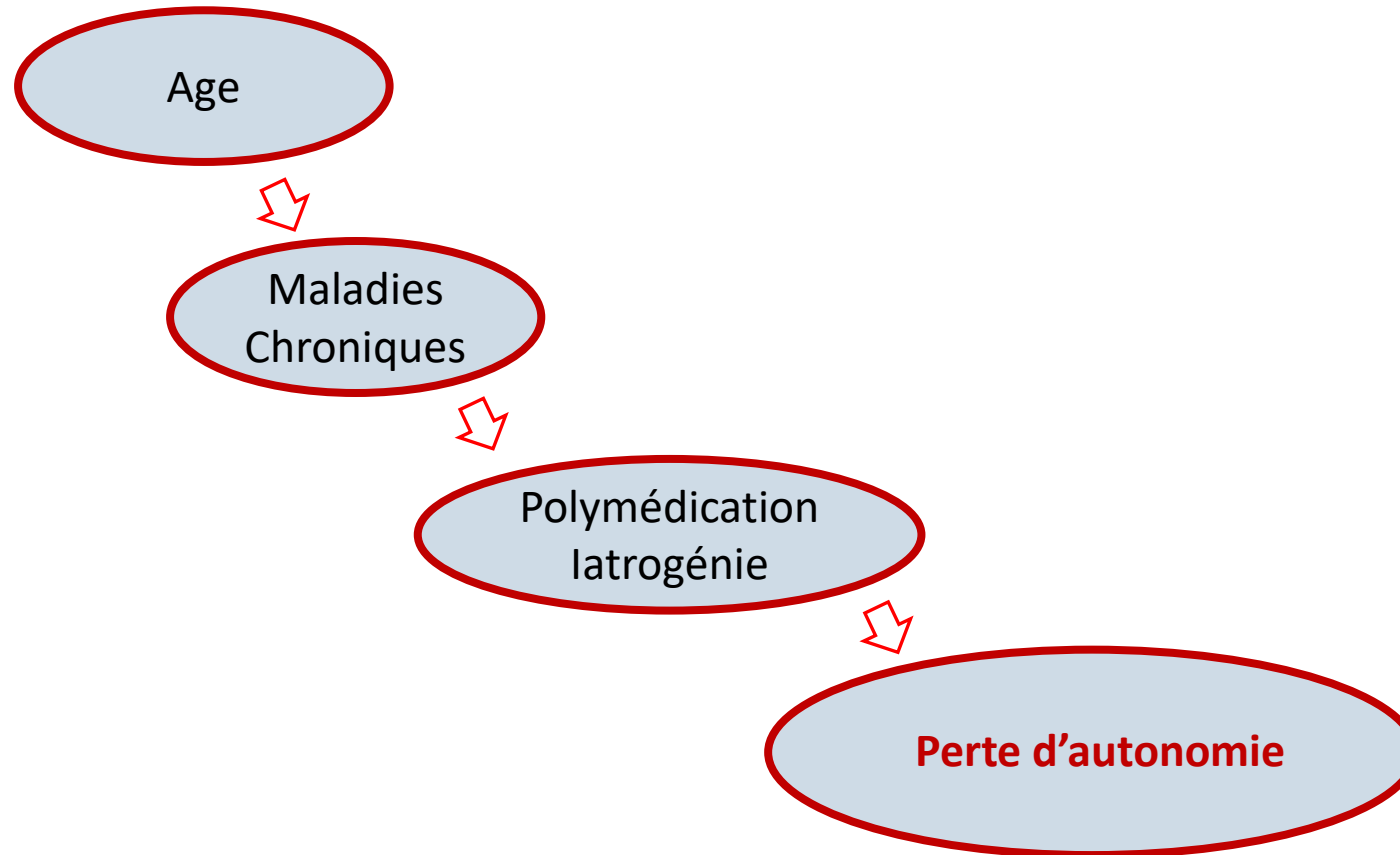 Age
Maladies
Chroniques
Polymédication
Iatrogénie
Perte d’autonomie